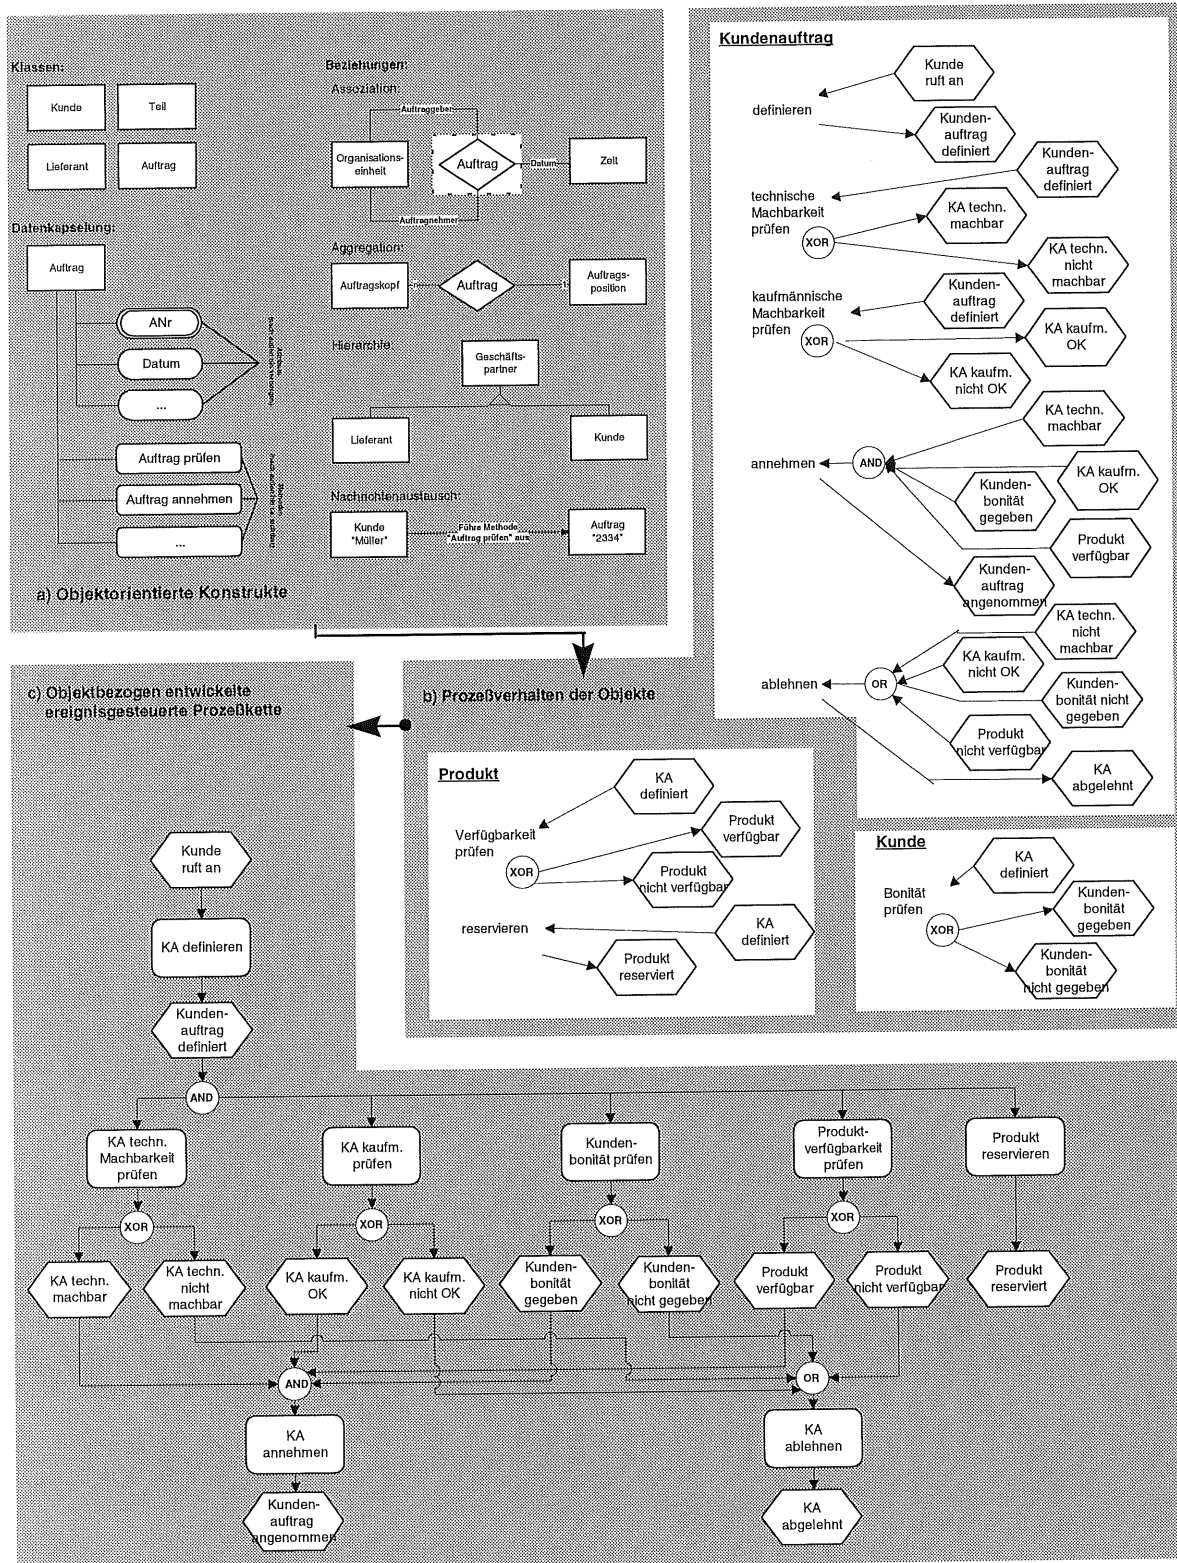 Klassen:
Kunde
Teil
Lieferant
Auftrag
Datenkapselung:
Auftrag
ANr
Datum
...
Auftrag prüfen
Auftrag annehmen
...
Beziehungen:
Assoziation:
Auftraggeber
Organisations-
einheit
Auftrag
Datum
Zeit
Auftragnehmer
Aggregation:
Auftragskopf
Auftrag
Auftrags-
position
Hierarchie:
Geschäfts-
partner
Lieferant
Kunde
Nachrichtenaustausch:
Kunde
"Müller"
Führe Methode
"Auftrag prüfen" aus
Auftrag
"2334"
a) Objektorientierte Konstrukte
Kundenauftrag
Kunde
ruft an
definieren
Kunden-
auftrag
definiert
Kunden-
auftrag
definiert
technische
Machbarkeit
prüfen
XOR
KA techn.
machbar
KA techn.
nicht
machbar
kaufmännische
Machbarkeit
prüfen
XOR
Kunden-
auftrag
definiert
KA kaufm.
OK
KA kaufm.
nicht OK
KA techn.
machbar
annehmen
AND
KA kaufm.
OK
Kunden-
bonität
gegeben
Produkt
verfügbar
Kunden-
auftrag
angenommen
KA techn.
nicht
machbar
KA kaufm.
nicht OK
ablehnen
OR
Kunden-
bonität nicht
gegeben
Produkt
nicht verfügbar
KA
abgelehnt
b) Prozeßverhalten der Objekte
Produkt
KA
definiert
Verfügbarkeit
prüfen
XOR
Produkt
verfügbar
Produkt
nicht verfügbar
reservieren
KA
definiert
Produkt
reserviert
Kunde
KA
definiert
Bonität
prüfen
XOR
Kunden-
bonität
gegeben
Kunden-
bonität
nicht gegeben
c) Objektbezogen entwickelte
ereignisgesteuerte Prozeßkette
Kunde
ruft an
KA definieren
Kunden-
auftrag
definiert
AND
KA techn.
Machbarkeit
prüfen
KA kaufm.
prüfen
Kunden-
bonität prüfen
Produkt-
verfügbarkeit
prüfen
Produkt
reservieren
XOR
XOR
XOR
XOR
KA techn.
machbar
KA techn.
nicht
machbar
KA kaufm.
OK
KA kaufm.
nicht OK
Kunden-
bonität
gegeben
Kunden-
bonität
nicht gegeben
Produkt
verfügbar
Produkt
nicht verfügbar
Produkt
reserviert
AND
OR
KA
annehmen
KA
ablehnen
Kunden-
auftrag
angenommen
KA
abgelehnt